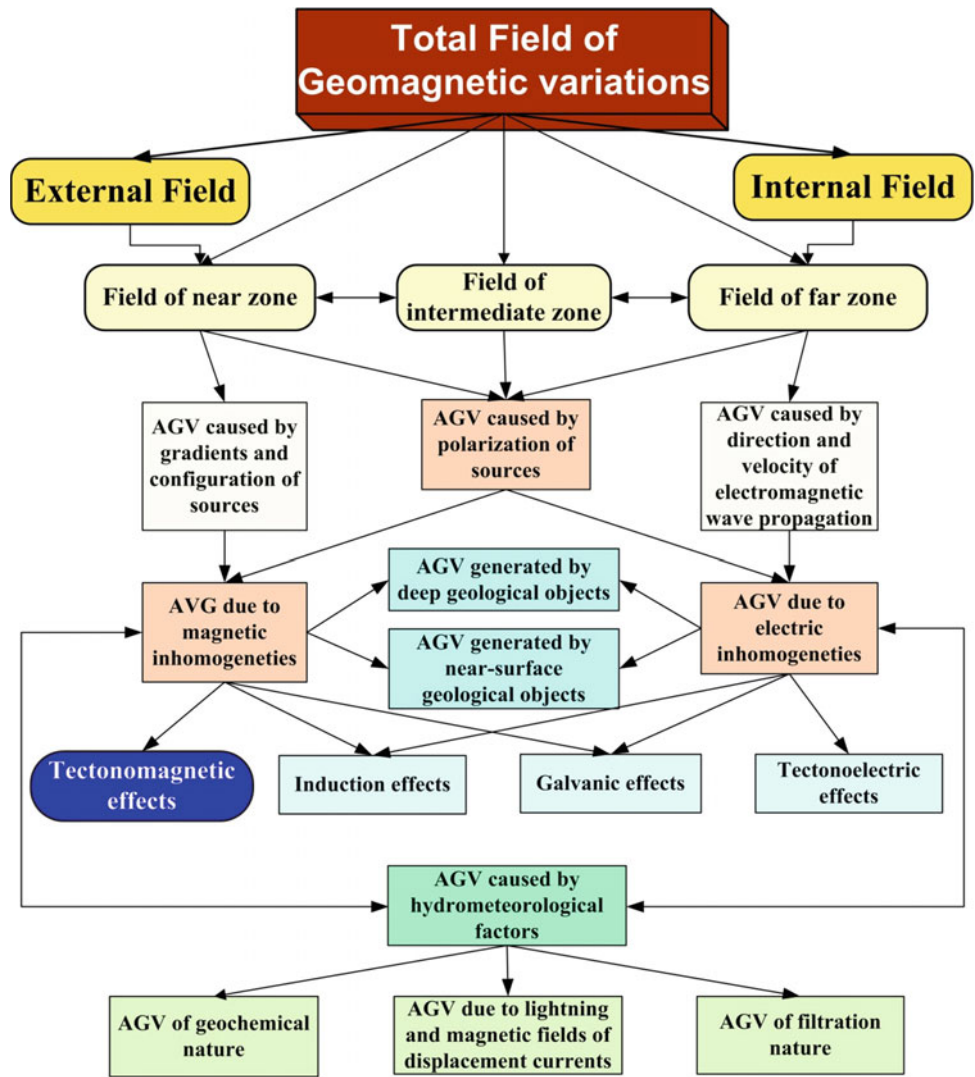 Total Field of
Geomagnetic variations
External Field
Internal Field
Field of near zone
Field of
intermediate zone
Field of far zone
AGV caused by
gradients and
configuration of
sources
AGV caused by
polarization of
sources
AGV caused by
direction and
velocity of
electromagnetic
wave propagation
AVG due to
magnetic
inhomogeneties
AGV generated by
deep geological objects
AGV generated by
near-surface
geological objects
AGV due to
electric
inhomogeneties
Tectonomagnetic
effects
Induction effects
Galvanic effects
Tectonoelectric
effects
AGV caused by
hydrometeorological
factors
AGV of geochemical
nature
AGV due to lightning
and magnetic fields of
displacement currents
AGV of filtration
nature